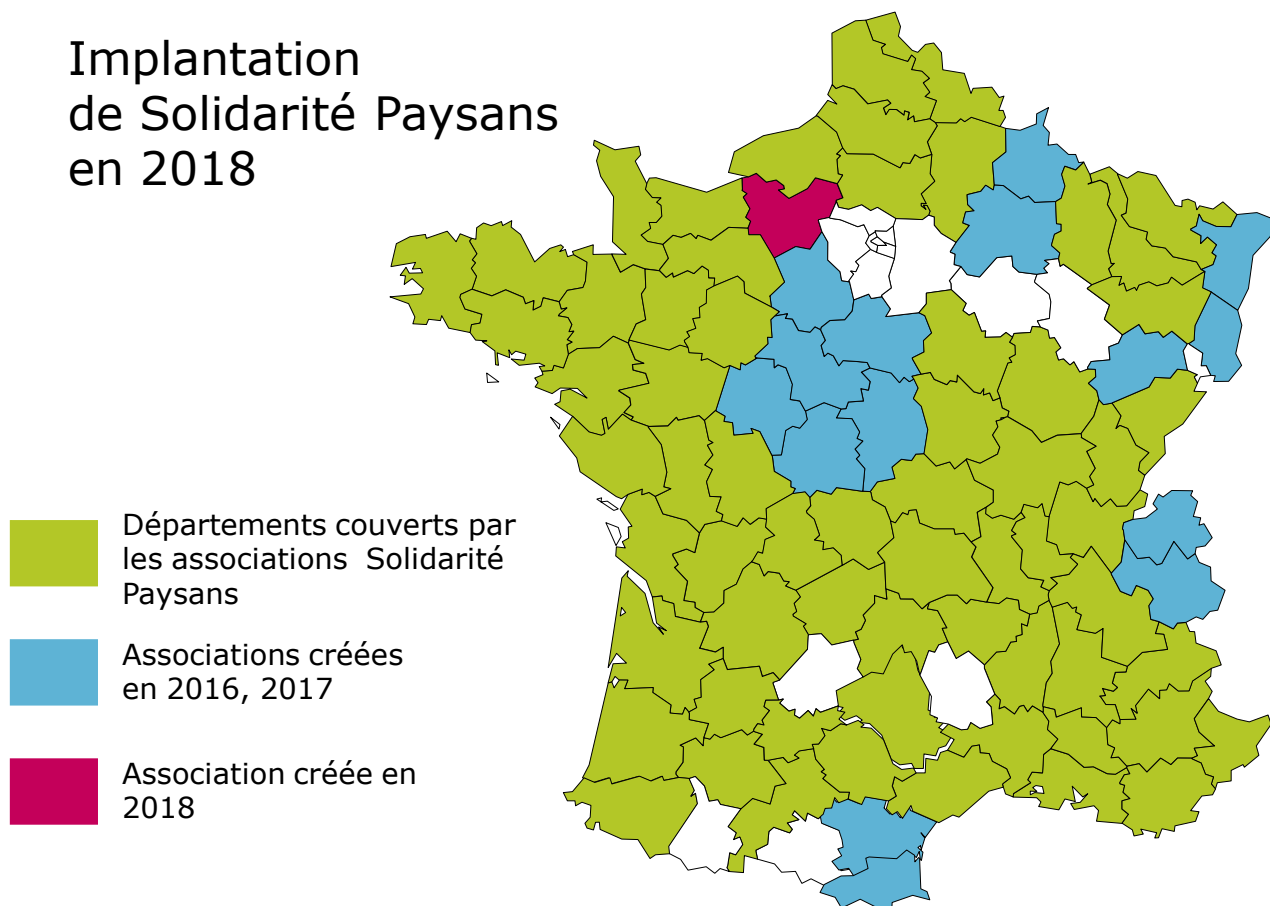 Implantation
de Solidarité Paysans
en 2018
Départements couverts par
les associations Solidarité
Paysans
Associations créées
en 2016, 2017
Association créée en
2018